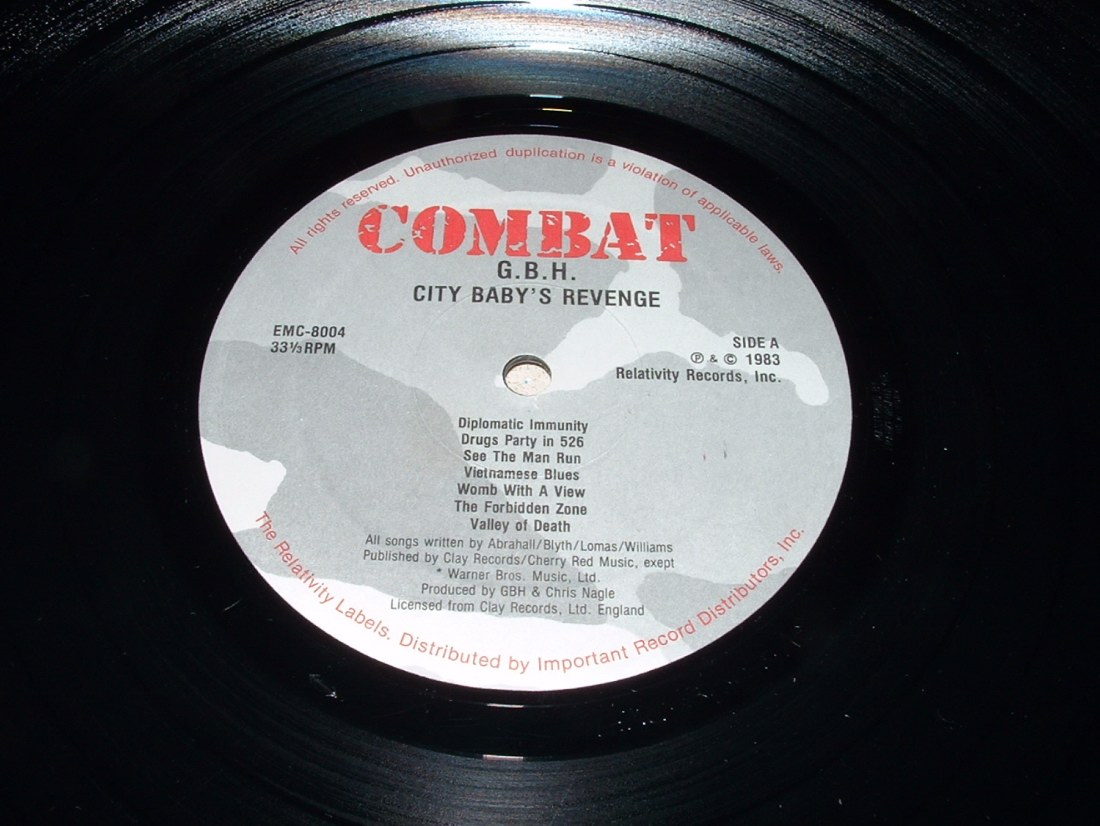 All rights reserved. Unauthorized duplication is a violation of applicable laws.
COMBAT
G.B.H.
CITY BABY'S REVENGE
EMC-8004
33⅓ RPM
SIDE A
℗ & © 1983
Relativity Records, Inc.
Diplomatic Immunity
Drugs Party in 526
See The Man Run
Vietnamese Blues
Womb With A View
The Forbidden Zone
Valley of Death
All songs written by Abrahall/Blyth/Lomas/Williams
Published by Clay Records/Cherry Red Music, exept
* Warner Bros. Music, Ltd.
Produced by GBH & Chris Nagle
Licensed from Clay Records, Ltd. England
The Relativity Labels. Distributed by Important Record Distributors, Inc.